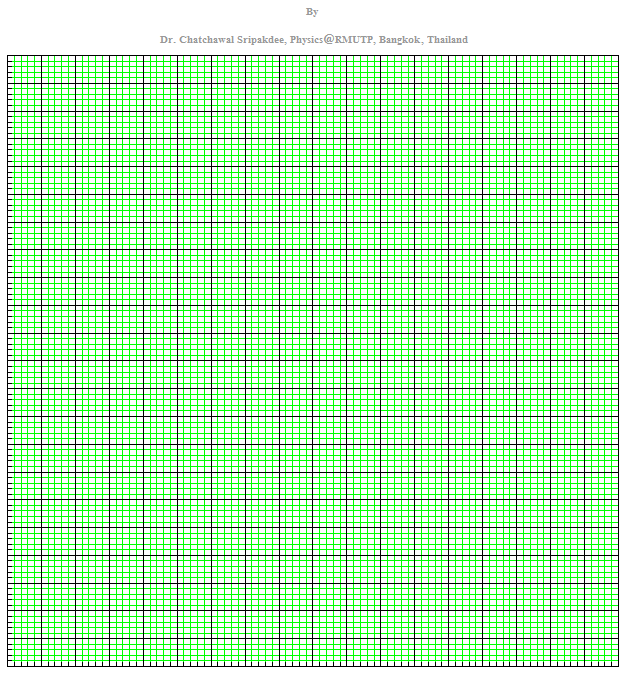 By
Dr. Chatchawal Sripakdee, Physics@RMUTP, Bangkok, Thailand